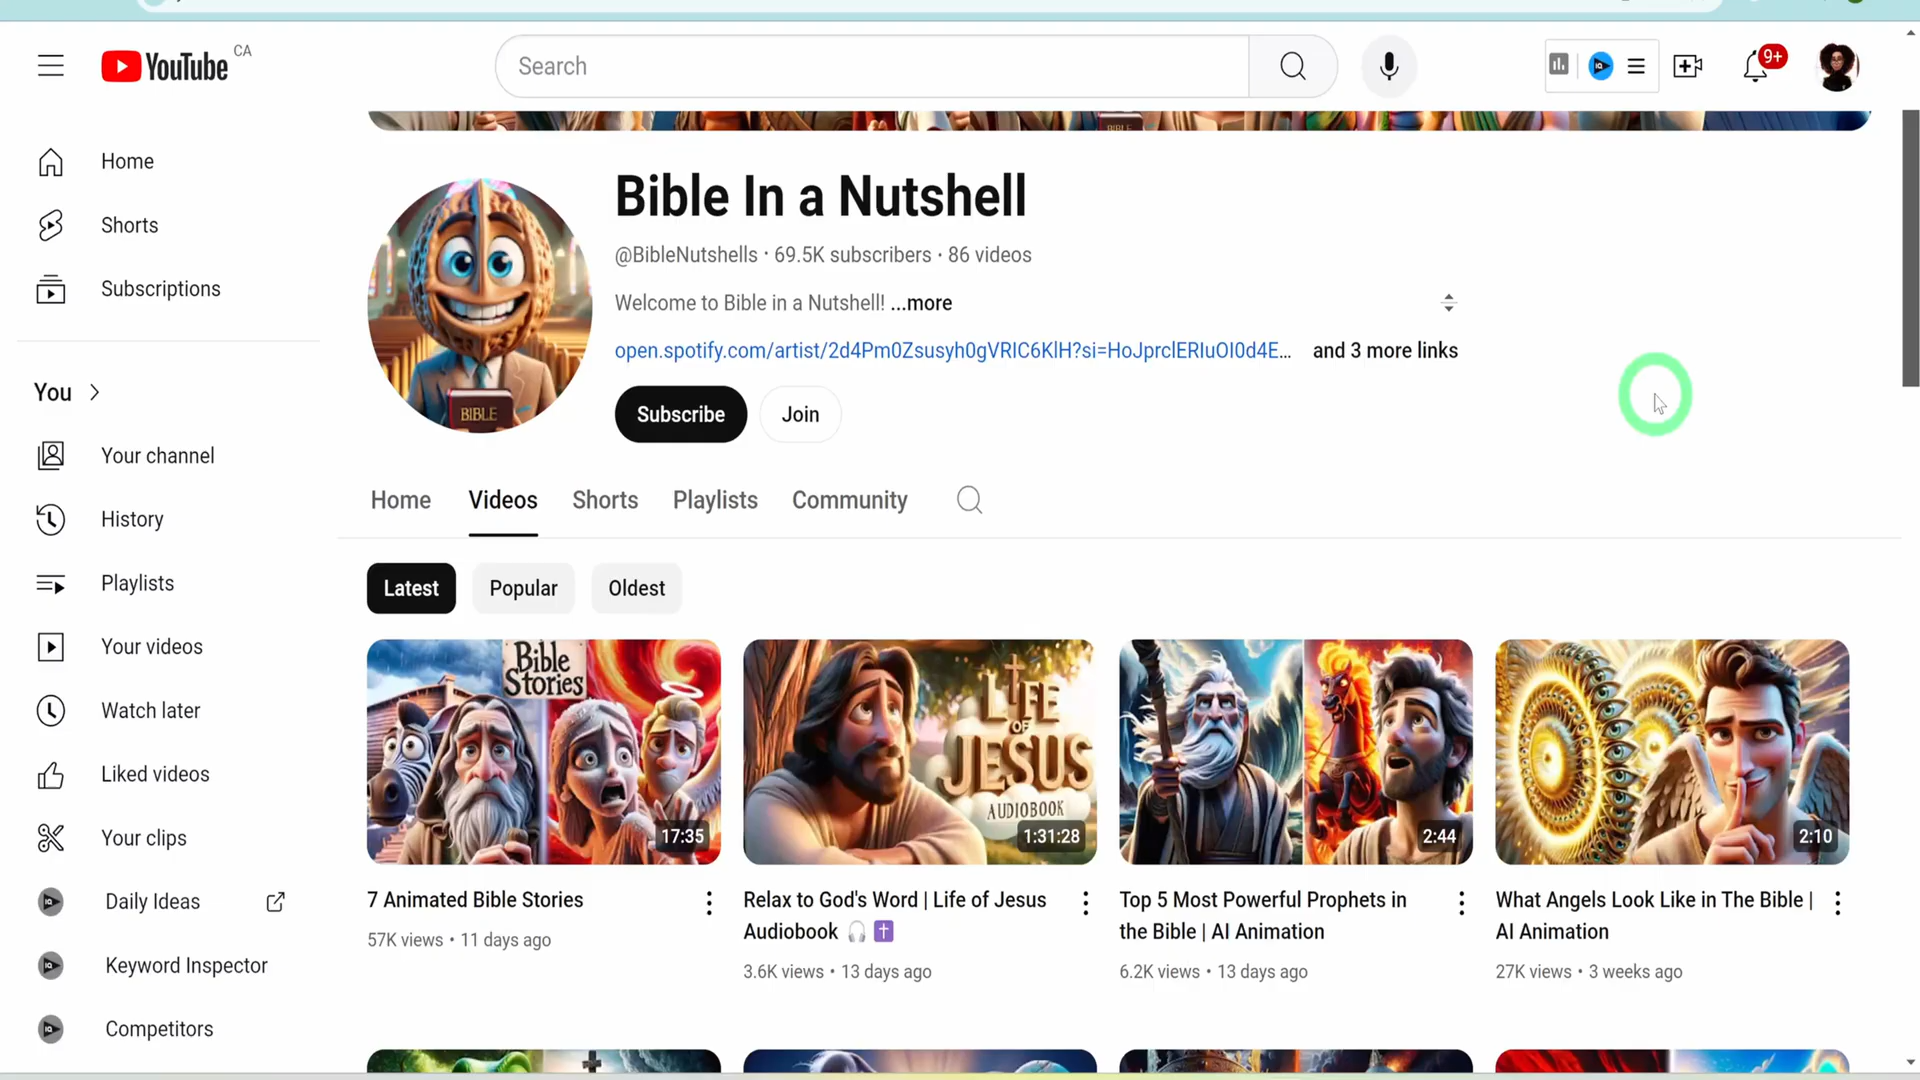 YouTube CA
Search
9+
Home
Shorts
Subscriptions
You
Your channel
History
Playlists
Your videos
Watch later
Liked videos
Your clips
Daily Ideas
Keyword Inspector
Competitors
BIBLE
BIBLE
Bible In a Nutshell
@BibleNutshells · 69.5K subscribers · 86 videos
Welcome to Bible in a Nutshell! ...more
open.spotify.com/artist/2d4Pm0Zsusyh0gVRIC6KlH?si=HoJprclERIuOI0d4E... and 3 more links
Subscribe Join
Home Videos Shorts Playlists Community
Latest Popular Oldest
Bible
Stories
17:35
LIFE
OF
JESUS
AUDIOBOOK
1:31:28
2:44
2:10
7 Animated Bible Stories
57K views • 11 days ago
Relax to God's Word | Life of Jesus
Audiobook 🎧 ✝️
3.6K views • 13 days ago
Top 5 Most Powerful Prophets in
the Bible | AI Animation
6.2K views • 13 days ago
What Angels Look Like in The Bible |
AI Animation
27K views • 3 weeks ago